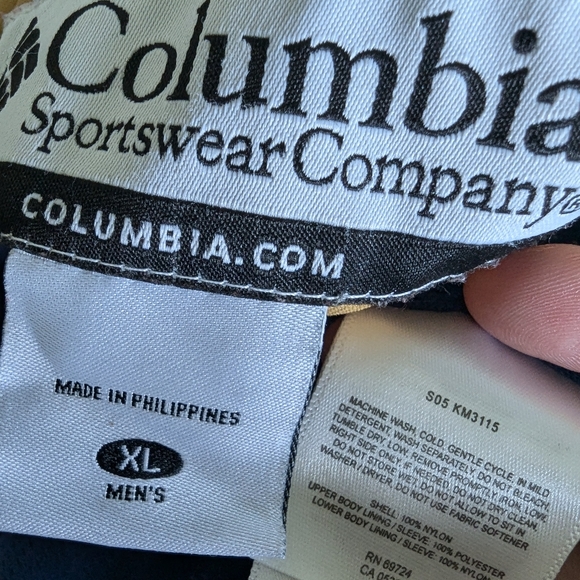 Columbia
Sportswear Company®
COLUMBIA.COM
MADE IN PHILIPPINES
XL
MEN'S
S05 KM3115
MACHINE WASH, COLD, GENTLE CYCLE, IN MILD
DETERGENT. WASH SEPARATELY. DO NOT BLEACH.
TUMBLE DRY LOW. REMOVE PROMPTLY. IRON LOW,
RIGHT SIDE ONLY, IF NEEDED. DO NOT DRY CLEAN.
DO NOT STORE WET; DO NOT ALLOW TO SIT IN
WASHER / DRYER. DO NOT USE FABRIC SOFTENER
SHELL: 100% NYLON
UPPER BODY LINING / SLEEVE: 100% POLYESTER
LOWER BODY LINING / SLEEVE: 100% NYLON
RN 69724
CA